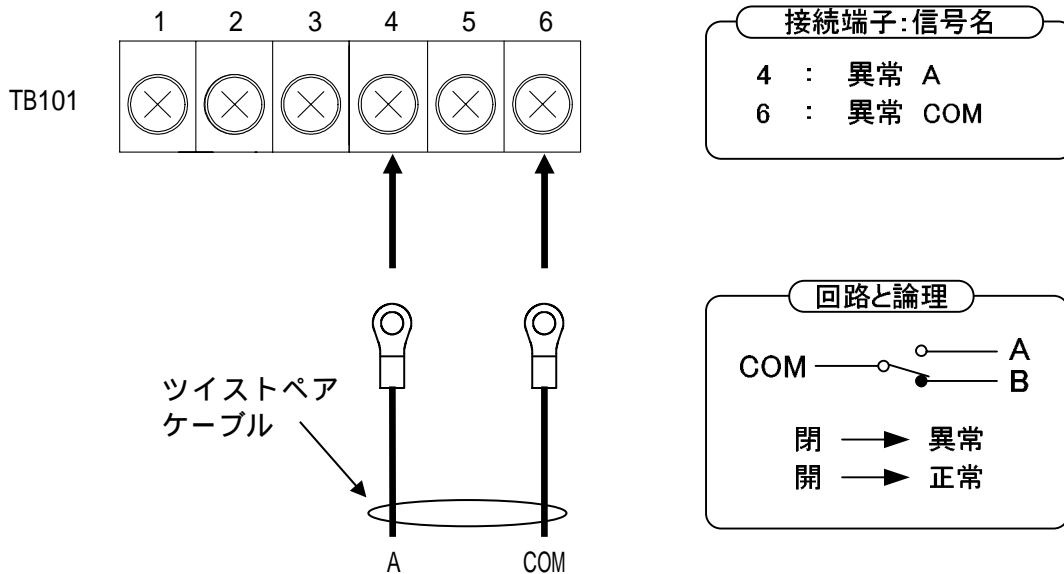 1 2 3 4 5 6
TB101
接続端子:信号名
4 : 異常 A
6 : 異常 COM
ツイストペア
ケーブル
A COM
回路と論理
COM A
B
閉 → 異常
開 → 正常